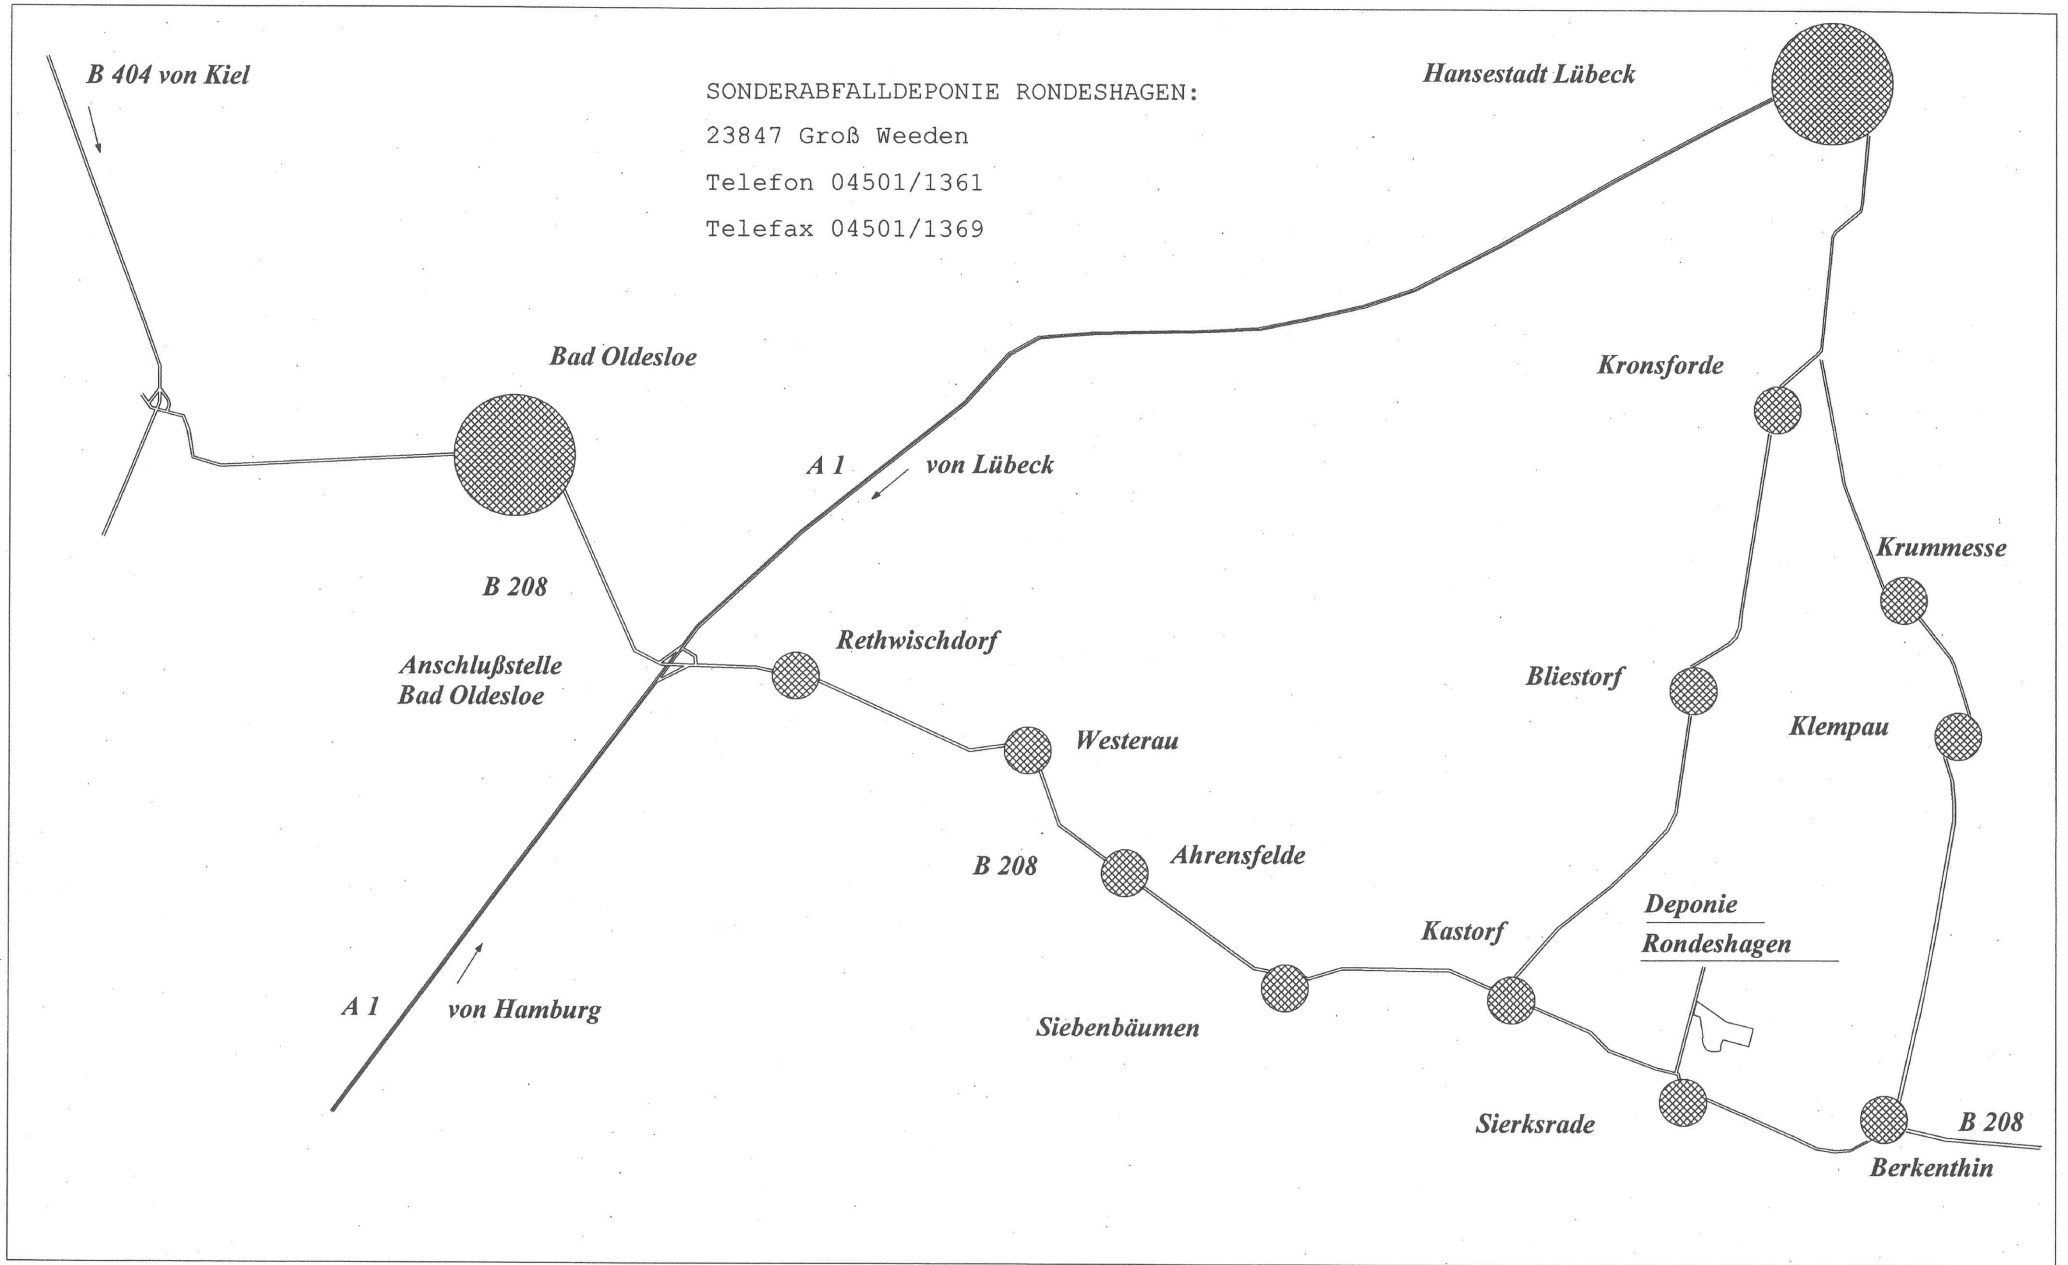 B 404 von Kiel
SONDERABFALLDEPONIE RONDESHAGEN:
23847 Groß Weeden
Telefon 04501/1361
Telefax 04501/1369
Hansestadt Lübeck
Bad Oldesloe
Kronsforde
A 1
von Lübeck
Krummesse
B 208
Rethwischdorf
Anschlußstelle
Bad Oldesloe
Bliestorf
Klempau
Westerau
B 208
Ahrensfelde
Kastorf
Deponie
Rondeshagen
A 1
von Hamburg
Siebenbäumen
Sierksrade
B 208
Berkenthin